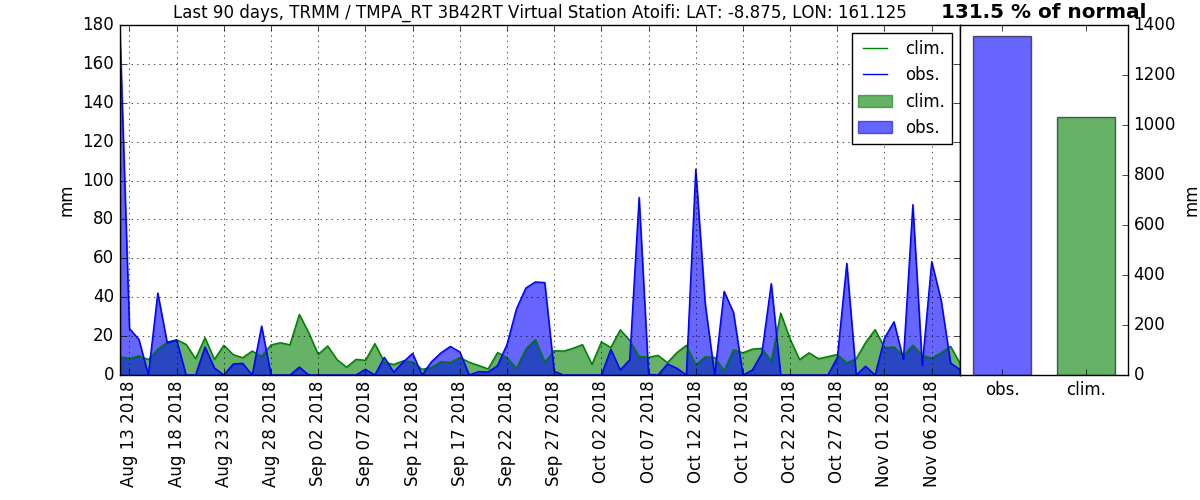 Last 90 days, TRMM / TMPA_RT 3B42RT Virtual Station Atoifi: LAT: -8.875, LON: 161.125
131.5 % of normal
180
160
140
120
100
80
60
40
20
0
mm
clim.
obs.
clim.
obs.
1400
1200
1000
800
600
400
200
0
mm
Aug 13 2018
Aug 18 2018
Aug 23 2018
Aug 28 2018
Sep 02 2018
Sep 07 2018
Sep 12 2018
Sep 17 2018
Sep 22 2018
Sep 27 2018
Oct 02 2018
Oct 07 2018
Oct 12 2018
Oct 17 2018
Oct 22 2018
Oct 27 2018
Nov 01 2018
Nov 06 2018
obs.
clim.